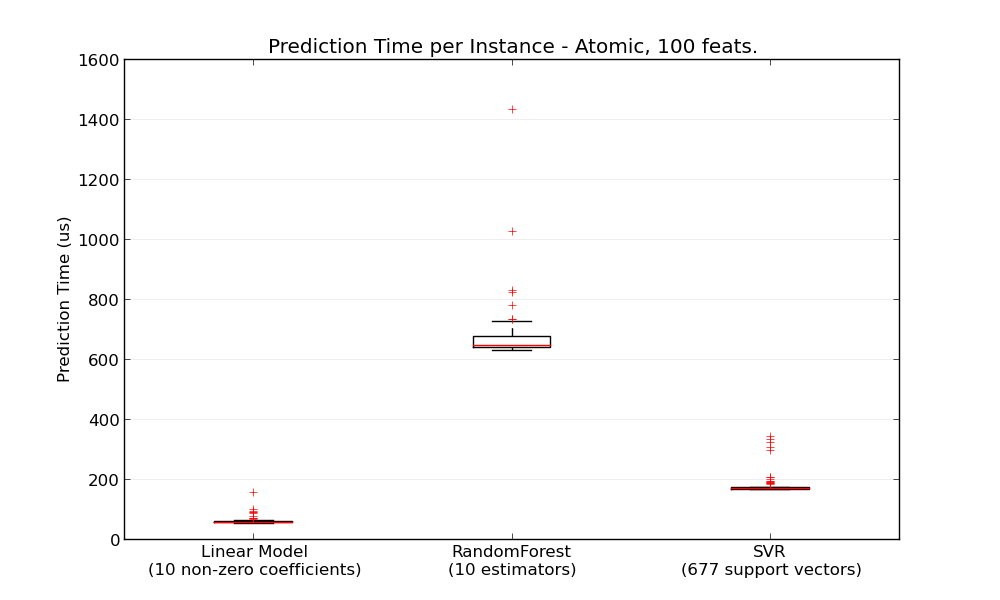 Prediction Time per Instance - Atomic, 100 feats.
Prediction Time (us)
1600
1400
1200
1000
800
600
400
200
0
Linear Model
(10 non-zero coefficients)
RandomForest
(10 estimators)
SVR
(677 support vectors)